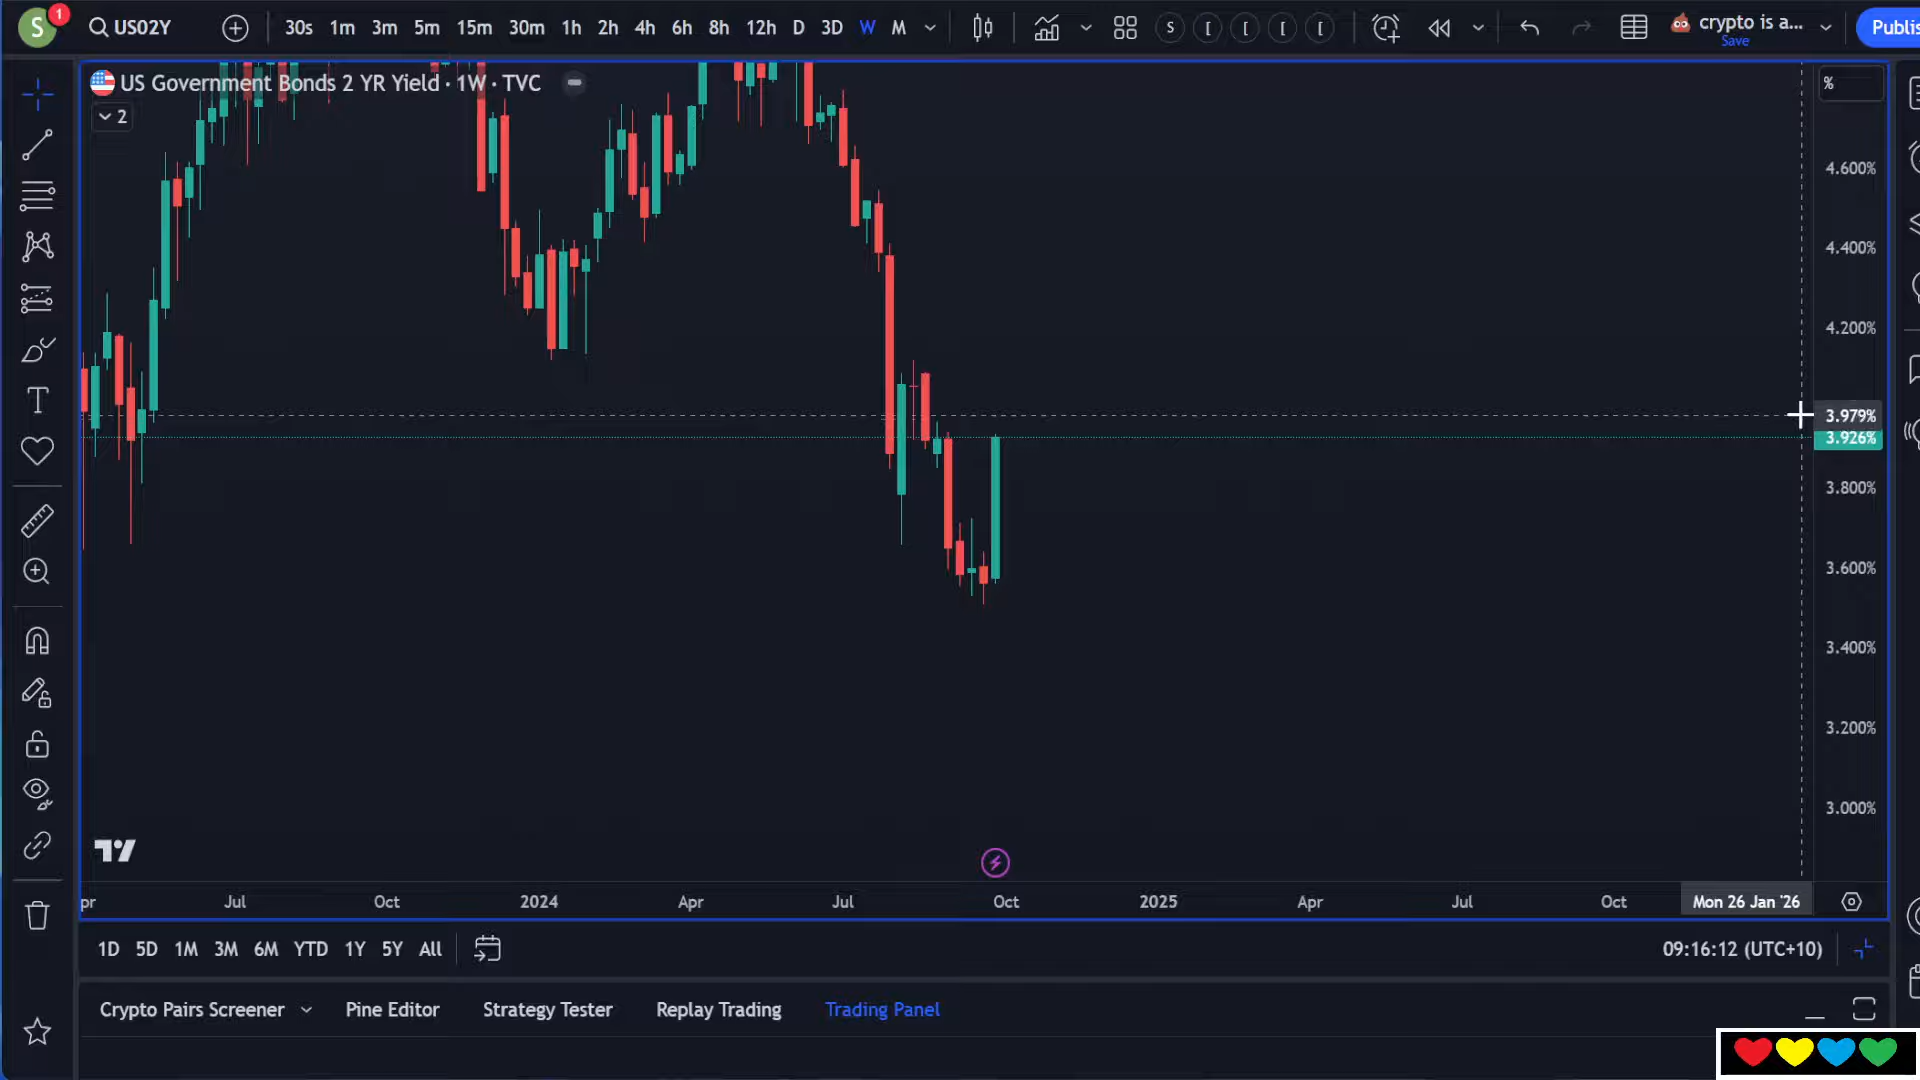 S 1 US02Y 30s 1m 3m 5m 15m 30m 1h 2h 4h 6h 8h 12h D 3D W M S [ [ [ [ crypto is a...
Save
Publis
US Government Bonds 2 YR Yield · 1W · TVC
2
%
4.600%
4.400%
4.200%
3.979%
3.926%
3.800%
3.600%
3.400%
3.200%
3.000%
pr Jul Oct 2024 Apr Jul Oct 2025 Apr Jul Oct Mon 26 Jan '26
1D 5D 1M 3M 6M YTD 1Y 5Y All 09:16:12 (UTC+10)
Crypto Pairs Screener Pine Editor Strategy Tester Replay Trading Trading Panel